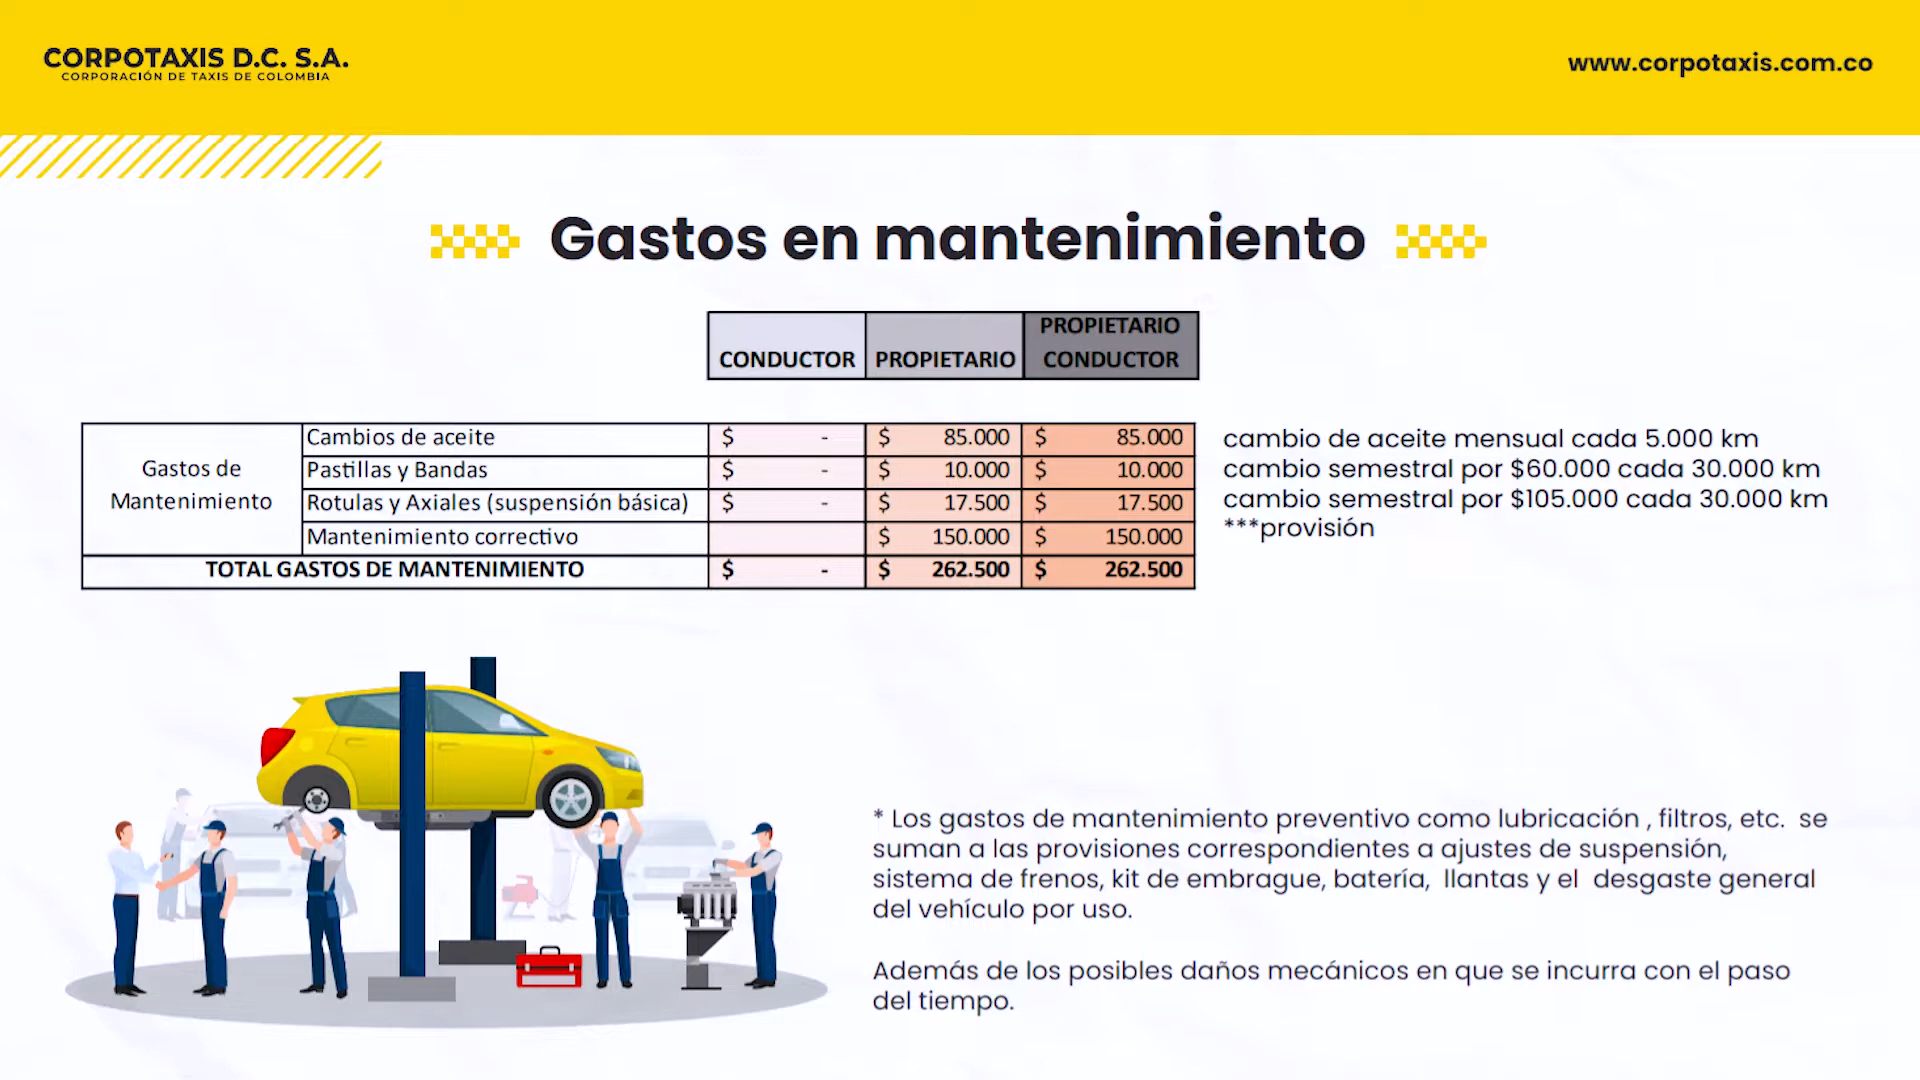 CORPOTAXIS D.C. S.A.
CORPORACIÓN DE TAXIS DE COLOMBIA
www.corpotaxis.com.co
Gastos en mantenimiento
CONDUCTOR PROPIETARIO PROPIETARIO CONDUCTOR
Gastos de Mantenimiento
Cambios de aceite $ - $ 85.000 $ 85.000 cambio de aceite mensual cada 5.000 km
Pastillas y Bandas $ - $ 10.000 $ 10.000 cambio semestral por $60.000 cada 30.000 km
Rotulas y Axiales (suspensión básica) $ - $ 17.500 $ 17.500 cambio semestral por $105.000 cada 30.000 km
Mantenimiento correctivo $ 150.000 $ 150.000 ***provisión
TOTAL GASTOS DE MANTENIMIENTO $ - $ 262.500 $ 262.500
* Los gastos de mantenimiento preventivo como lubricación , filtros, etc. se
suman a las provisiones correspondientes a ajustes de suspensión,
sistema de frenos, kit de embrague, batería, llantas y el desgaste general
del vehículo por uso.
Además de los posibles daños mecánicos en que se incurra con el paso
del tiempo.